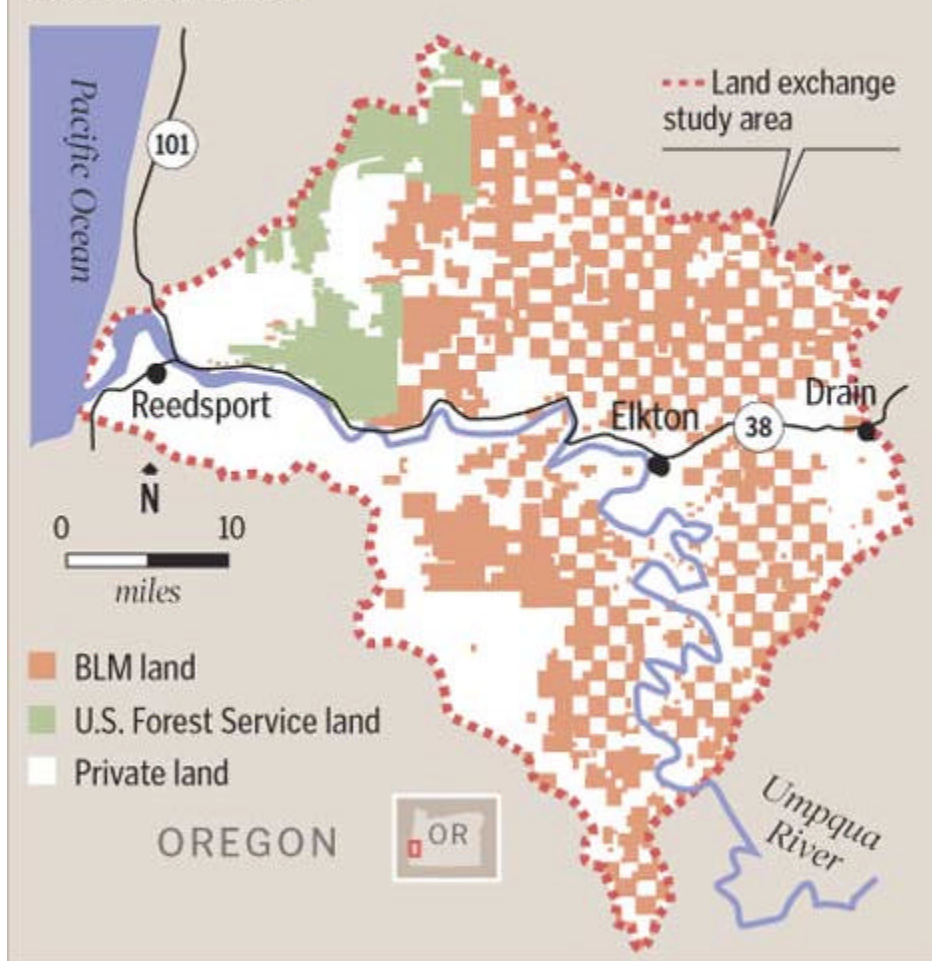 Pacific Ocean
101
Land exchange
study area
Reedsport
Elkton
38
Drain
N
0 10
miles
BLM land
U.S. Forest Service land
Private land
OREGON
OR
Umpqua
River